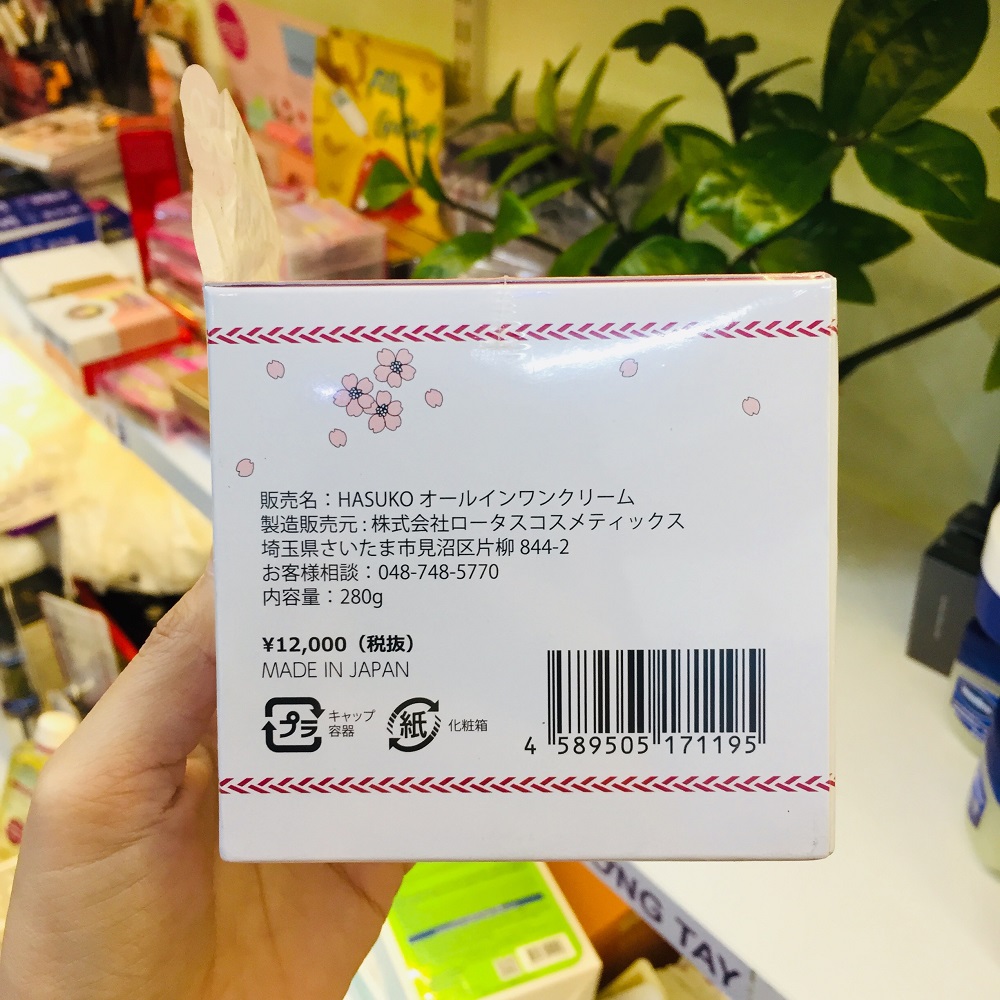 販売名：HASUKO オールインワンクリーム
製造販売元：株式会社ロータスコスメティックス
埼玉県さいたま市見沼区片柳 844-2
お客様相談：048-748-5770
内容量：280g
¥12,000（税抜）
MADE IN JAPAN
プラ キャップ
容器
紙 化粧箱
4 589505 171195
UNG TAY